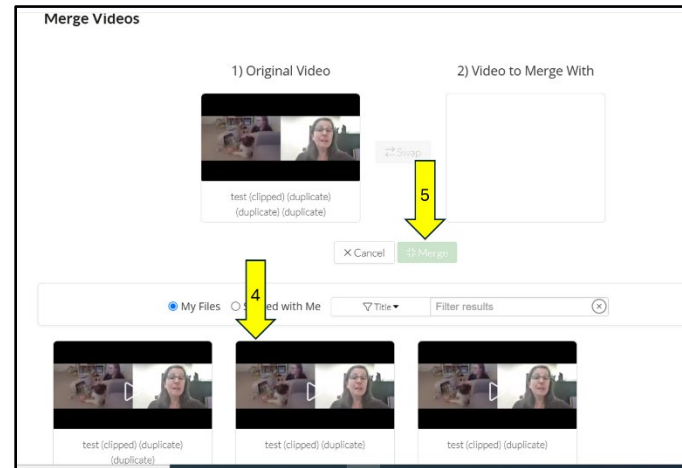 Merge Videos
1) Original Video
2) Video to Merge With
test (clipped) (duplicate)
(duplicate) (duplicate)
Swap
5
Cancel
Merge
4
My Files
with Me
Title
Filter results
test (clipped) (duplicate)
(duplicate)
test (clipped) (duplicate)
test (clipped) (duplicate)